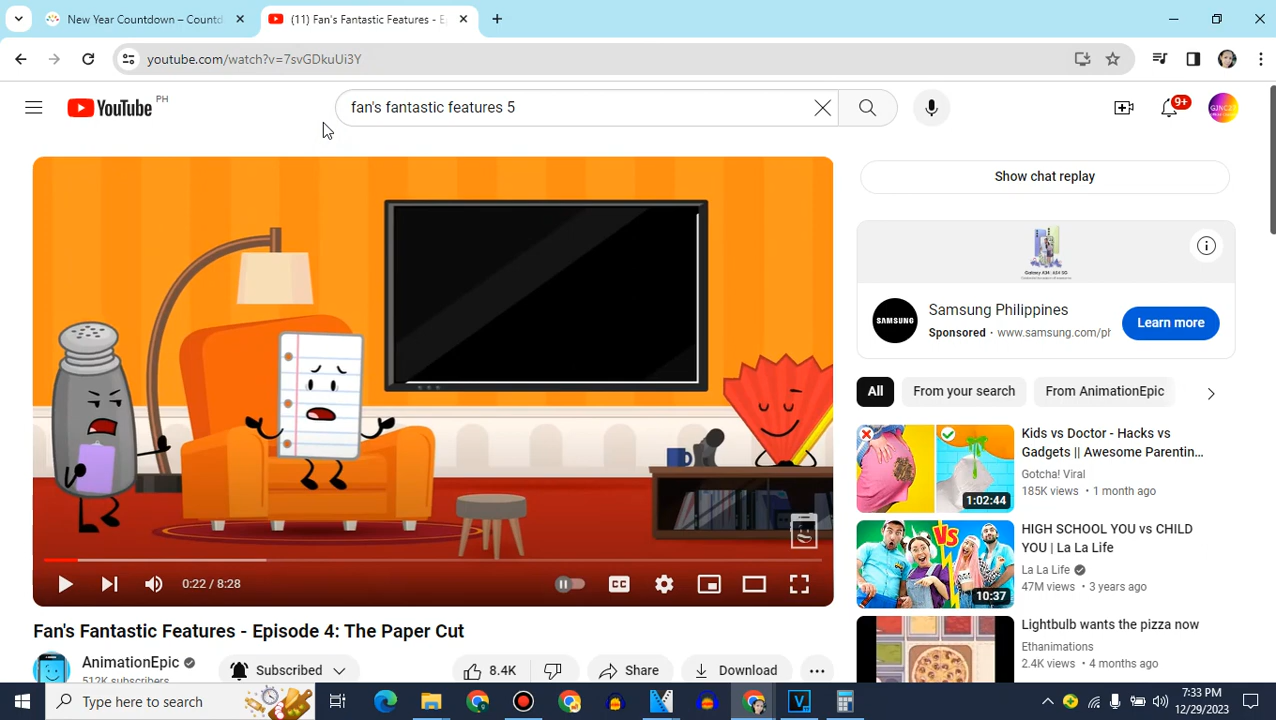 New Year Countdown – Countd
(11) Fan's Fantastic Features - E
youtube.com/watch?v=7svGDkuUi3Y
YouTube PH
fan's fantastic features 5
9+
Show chat replay
Samsung Philippines
SAMSUNG
Sponsored · www.samsung.com/ph
Learn more
All
From your search
From AnimationEpic
Kids vs Doctor - Hacks vs
Gadgets || Awesome Parentin...
Gotcha! Viral
185K views · 1 month ago
1:02:44
HIGH SCHOOL YOU vs CHILD
YOU | La La Life
La La Life
47M views · 3 years ago
VS
10:37
Lightbulb wants the pizza now
Ethanimations
2.4K views · 4 months ago
0:22 / 8:28
CC
Fan's Fantastic Features - Episode 4: The Paper Cut
AnimationEpic
512K subscribers
Subscribed
8.4K
Share
Download
Type here to search
7:33 PM
12/29/2023